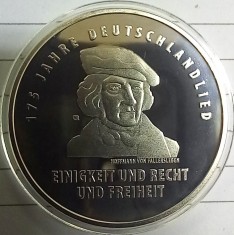 175 JAHRE DEUTSCHLANDLIED
HOFFMANN VON FALLERSLEBEN
EINIGKEIT UND RECHT
UND FREIHEIT